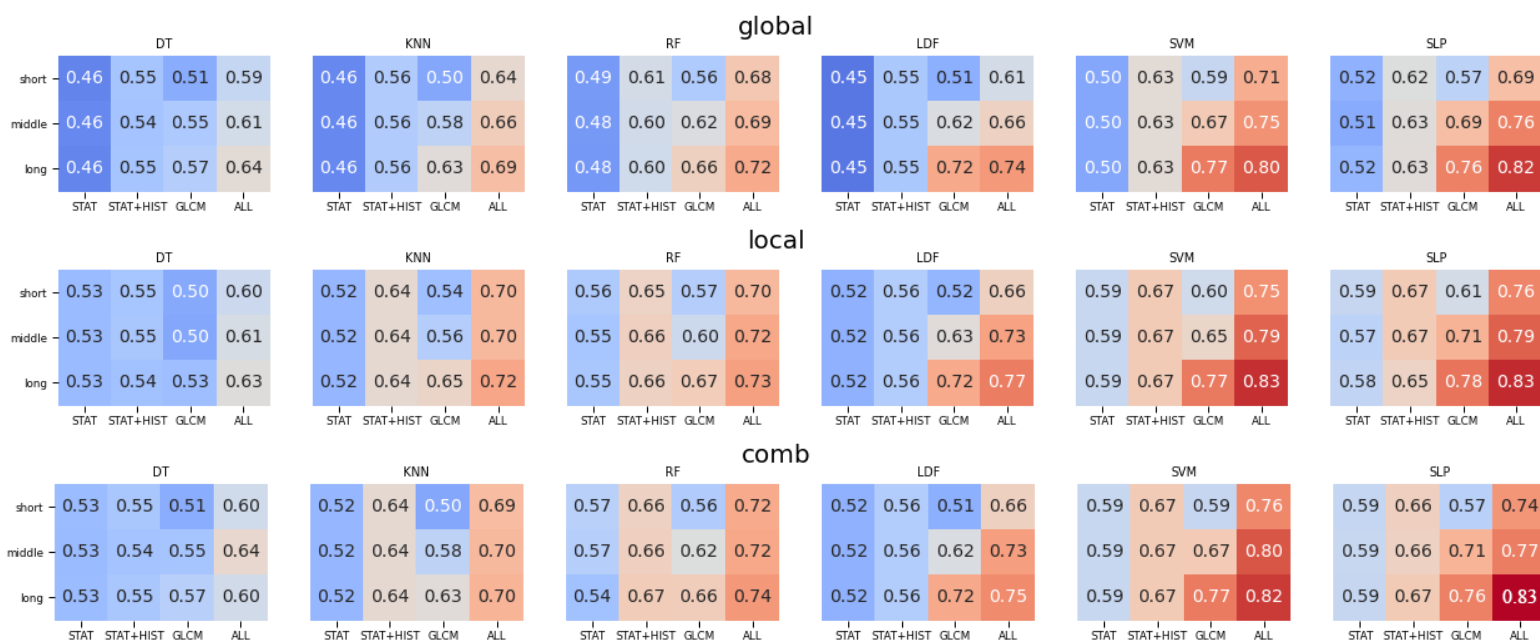 global
DT KNN RF LDF SVM SLP
short 0.46 0.55 0.51 0.59 0.46 0.56 0.50 0.64 0.49 0.61 0.56 0.68 0.45 0.55 0.51 0.61 0.50 0.63 0.59 0.71 0.52 0.62 0.57 0.69
middle 0.46 0.54 0.55 0.61 0.46 0.56 0.58 0.66 0.48 0.60 0.62 0.69 0.45 0.55 0.62 0.66 0.50 0.63 0.67 0.75 0.51 0.63 0.69 0.76
long 0.46 0.55 0.57 0.64 0.46 0.56 0.63 0.69 0.48 0.60 0.66 0.72 0.45 0.55 0.72 0.74 0.50 0.63 0.77 0.80 0.52 0.63 0.76 0.82
STAT STAT+HIST GLCM ALL STAT STAT+HIST GLCM ALL STAT STAT+HIST GLCM ALL STAT STAT+HIST GLCM ALL STAT STAT+HIST GLCM ALL STAT STAT+HIST GLCM ALL
local
DT KNN RF LDF SVM SLP
short 0.53 0.55 0.50 0.60 0.52 0.64 0.54 0.70 0.56 0.65 0.57 0.70 0.52 0.56 0.52 0.66 0.59 0.67 0.60 0.75 0.59 0.67 0.61 0.76
middle 0.53 0.55 0.50 0.61 0.52 0.64 0.56 0.70 0.55 0.66 0.60 0.72 0.52 0.56 0.63 0.73 0.59 0.67 0.65 0.79 0.57 0.67 0.71 0.79
long 0.53 0.54 0.53 0.63 0.52 0.64 0.65 0.72 0.55 0.66 0.67 0.73 0.52 0.56 0.72 0.77 0.59 0.67 0.77 0.83 0.58 0.65 0.78 0.83
STAT STAT+HIST GLCM ALL STAT STAT+HIST GLCM ALL STAT STAT+HIST GLCM ALL STAT STAT+HIST GLCM ALL STAT STAT+HIST GLCM ALL STAT STAT+HIST GLCM ALL
comb
DT KNN RF LDF SVM SLP
short 0.53 0.55 0.51 0.60 0.52 0.64 0.50 0.69 0.57 0.66 0.56 0.72 0.52 0.56 0.51 0.66 0.59 0.67 0.59 0.76 0.59 0.66 0.57 0.74
middle 0.53 0.54 0.55 0.64 0.52 0.64 0.58 0.70 0.57 0.66 0.62 0.72 0.52 0.56 0.62 0.73 0.59 0.67 0.67 0.80 0.59 0.66 0.71 0.77
long 0.53 0.55 0.57 0.60 0.52 0.64 0.63 0.70 0.54 0.67 0.66 0.74 0.52 0.56 0.72 0.75 0.59 0.67 0.77 0.82 0.59 0.67 0.76 0.83
STAT STAT+HIST GLCM ALL STAT STAT+HIST GLCM ALL STAT STAT+HIST GLCM ALL STAT STAT+HIST GLCM ALL STAT STAT+HIST GLCM ALL STAT STAT+HIST GLCM ALL